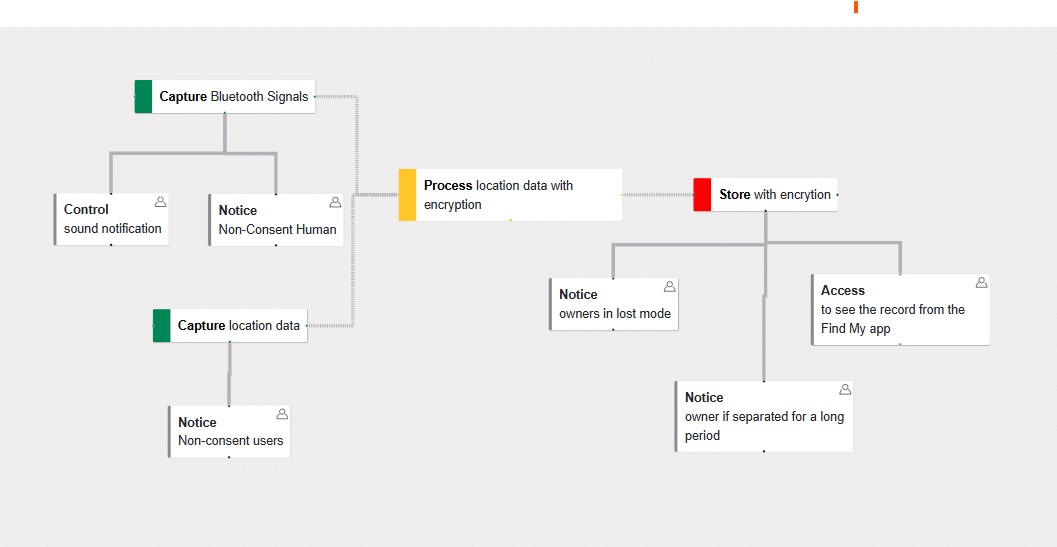 Capture Bluetooth Signals
Control
sound notification
Notice
Non-Consent Human
Process location data with
encryption
Store with encrytion
Notice
owners in lost mode
Access
to see the record from the
Find My app
Capture location data
Notice
Non-consent users
Notice
owner if separated for a long
period